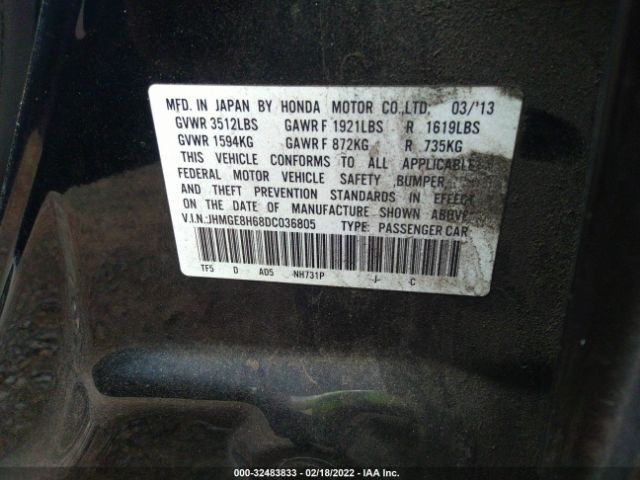 MFD. IN JAPAN BY HONDA MOTOR CO.,LTD. 03/'13
GVWR 3512LBS GAWR F 1921LBS R 1619LBS
GVWR 1594KG GAWR F 872KG R 735KG
THIS VEHICLE CONFORMS TO ALL APPLICABLE
FEDERAL MOTOR VEHICLE SAFETY ,BUMPER
AND THEFT PREVENTION STANDARDS IN EFFECT
ON THE DATE OF MANUFACTURE SHOWN ABOVE
V.I.N.:JHMGE8H68DC036805 TYPE: PASSENGER CAR
TF5 D AD5 NH731P -/- -C
000-32483833 - 02/18/2022 - IAA Inc.